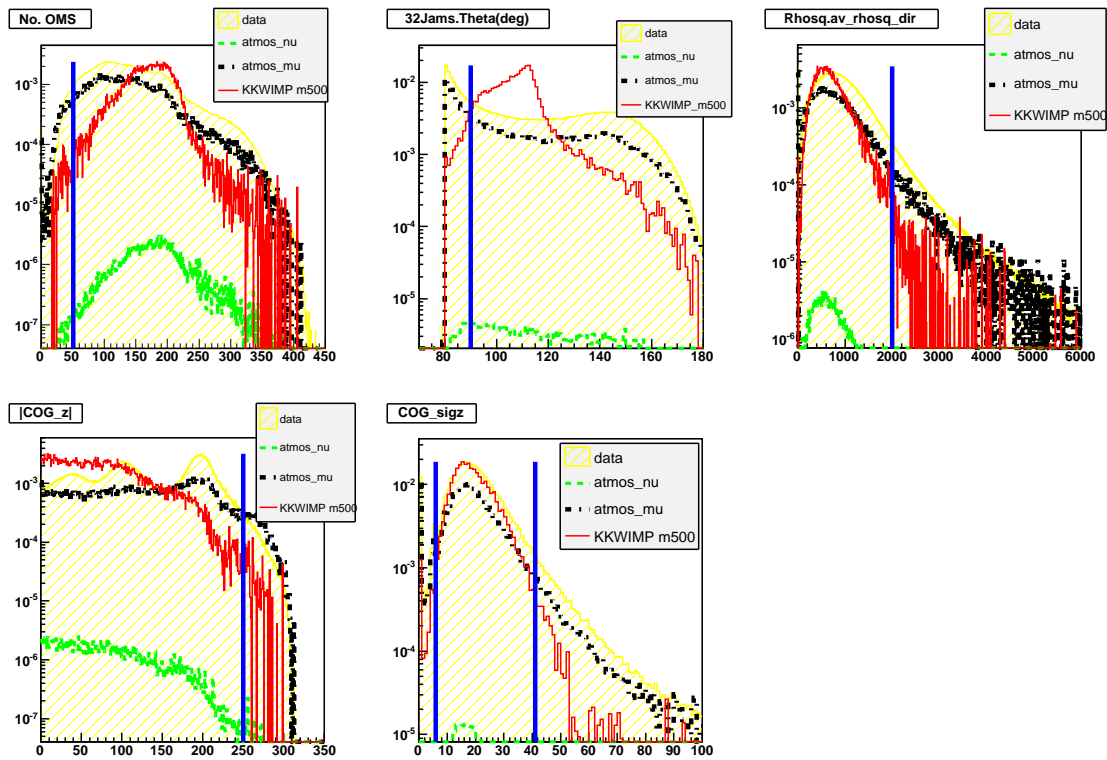 No. OMS
data
atmos_nu
atmos_mu
KKWIMP m500
10⁻³
10⁻⁴
10⁻⁵
10⁻⁶
10⁻⁷
0 50 100 150 200 250 300 350 400 450
32Jams.Theta(deg)
data
atmos_nu
atmos_mu
KKWIMP_m500
10⁻²
10⁻³
10⁻⁴
10⁻⁵
80 100 120 140 160 180
Rhosq.av_rhosq_dir
data
atmos_nu
atmos_mu
KKWIMP m500
10⁻³
10⁻⁴
10⁻⁵
10⁻⁶
0 1000 2000 3000 4000 5000 6000
|COG_z|
data
atmos_nu
atmos_mu
KKWIMP m500
10⁻³
10⁻⁴
10⁻⁵
10⁻⁶
10⁻⁷
0 50 100 150 200 250 300 350
COG_sigz
data
atmos_nu
atmos_mu
KKWIMP m500
10⁻²
10⁻³
10⁻⁴
10⁻⁵
0 10 20 30 40 50 60 70 80 90 100